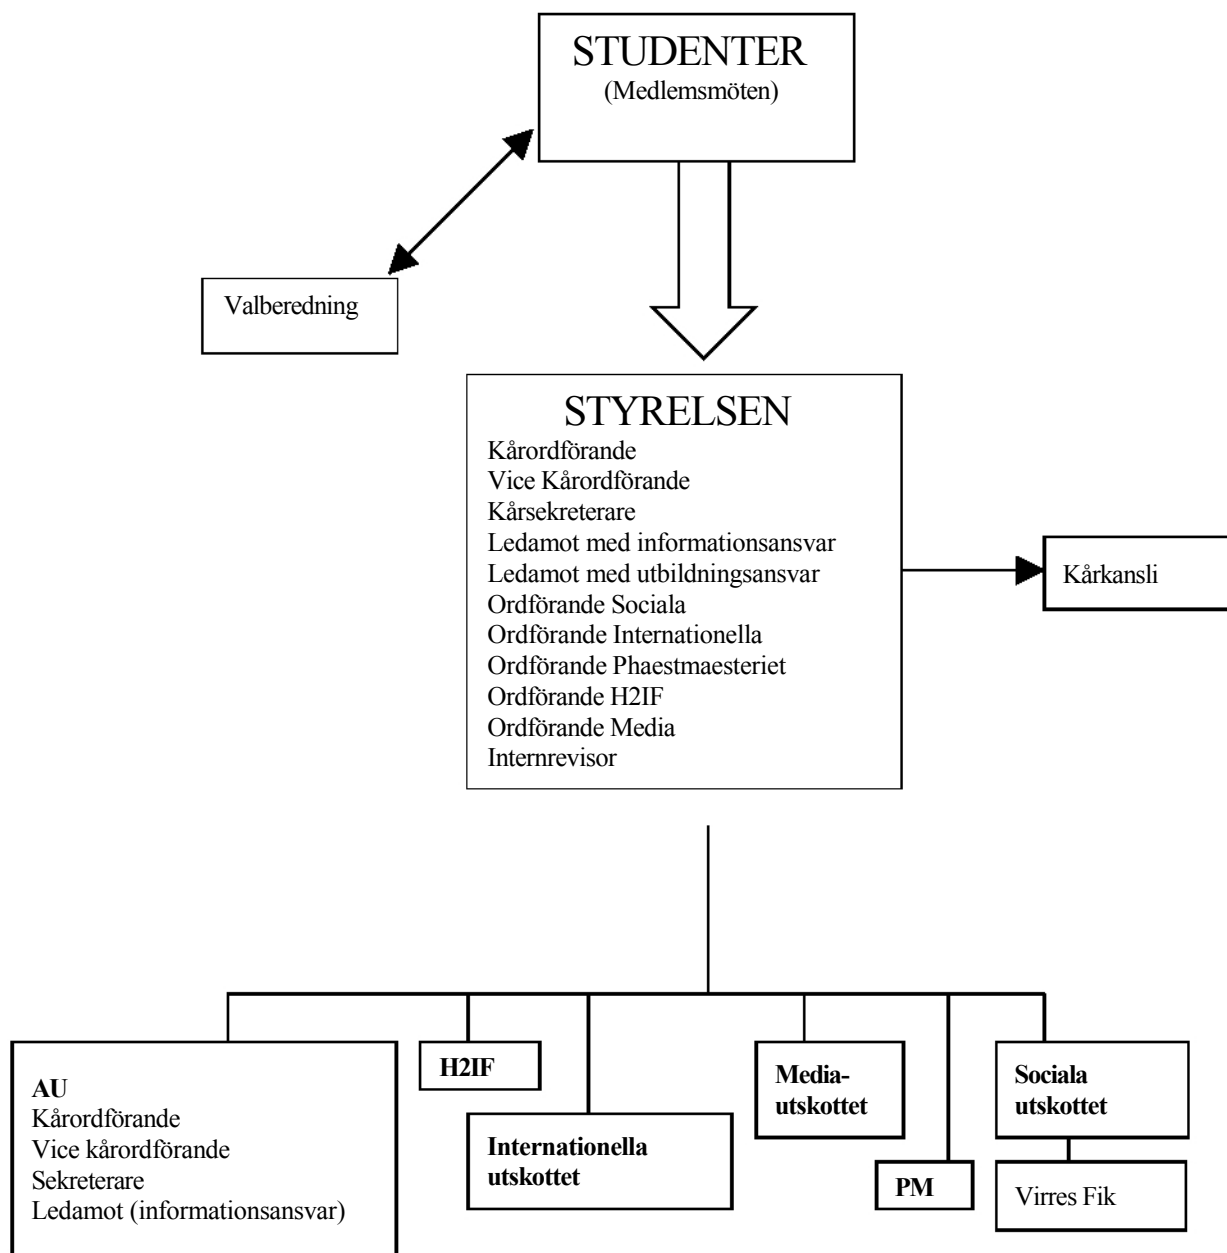 STUDENTER
(Medlemsmöten)
Valberedning
STYRELSEN
Kårordförande
Vice Kårordförande
Kårsekreterare
Ledamot med informationsansvar
Ledamot med utbildningsansvar
Ordförande Sociala
Ordförande Internationella
Ordförande Phaestmaesteriet
Ordförande H2IF
Ordförande Media
Internrevisor
Kårkansli
AU
Kårordförande
Vice kårordförande
Sekreterare
Ledamot (informationsansvar)
H2IF
Internationella
utskottet
Media-
utskottet
PM
Sociala
utskottet
Virres Fik